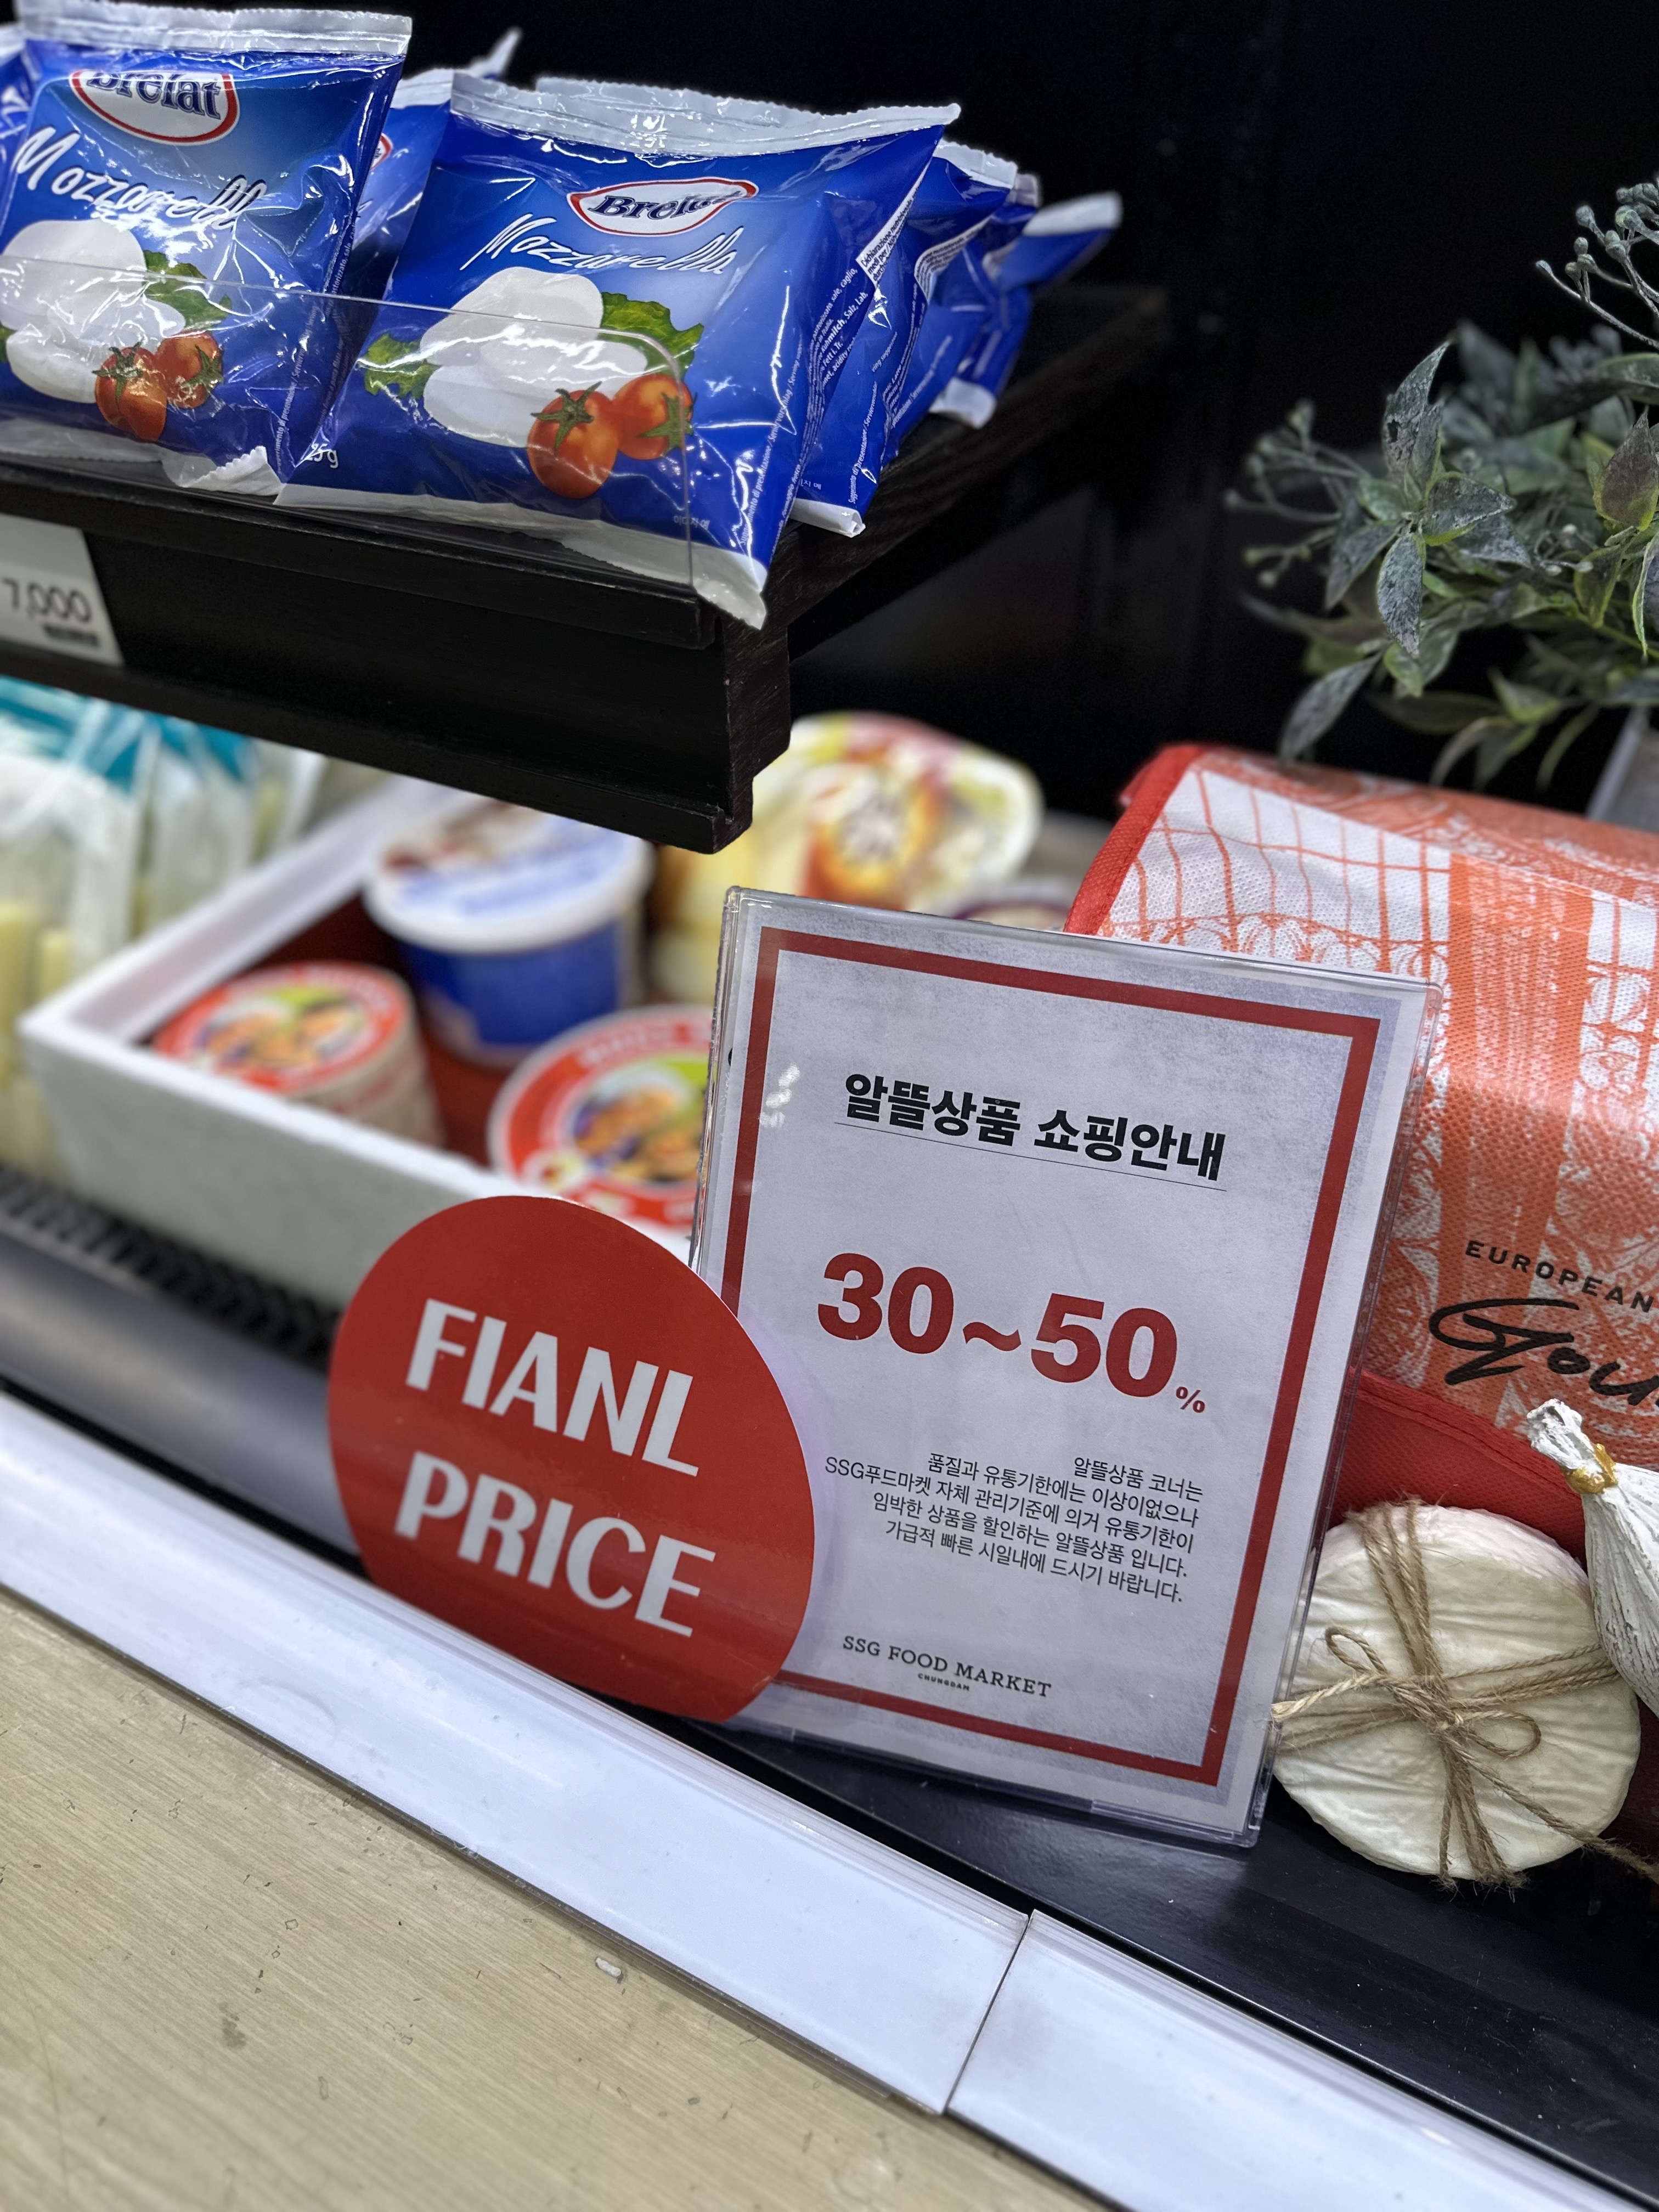 Brelat
Mozzarella
Brelat
Mozzarella
25 g
7,000
알뜰상품 쇼핑안내
30~50%
알뜰상품 코너는
품질과 유통기한에는 이상이없으나
SSG푸드마켓 자체 관리기준에 의거 유통기한이
임박한 상품을 할인하는 알뜰상품 입니다.
가급적 빠른 시일내에 드시기 바랍니다.
SSG FOOD MARKET
CHUNGDAM
FIANL
PRICE
EUROPEAN